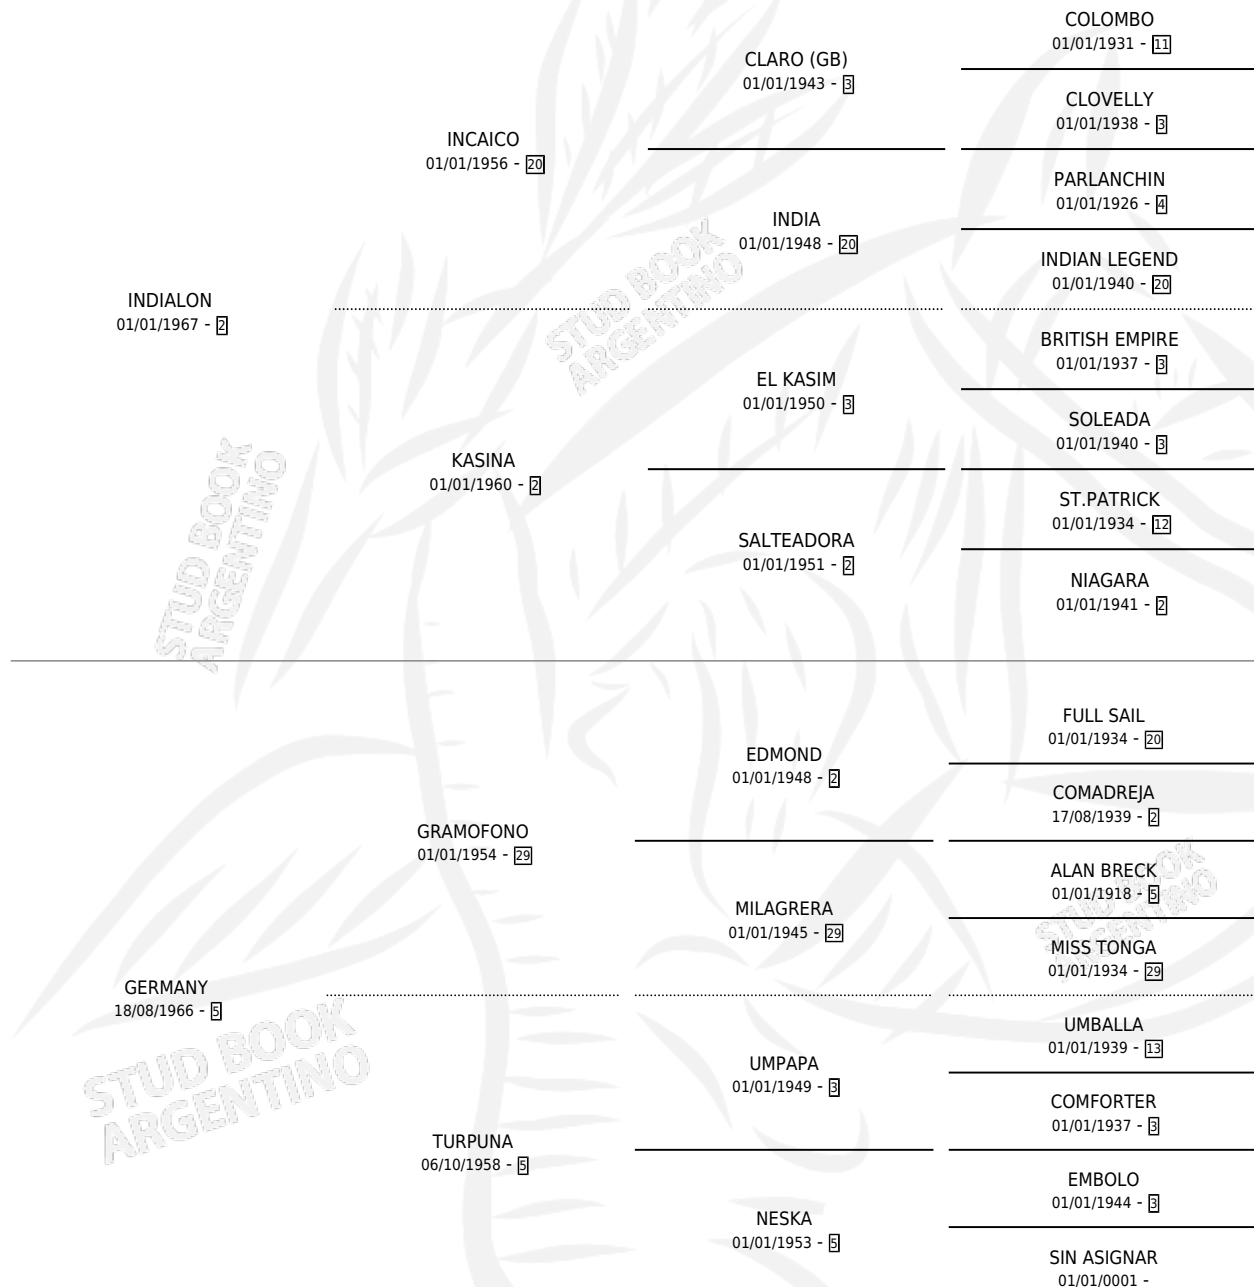 COLOMBO
01/01/1931 - 11
CLARO (GB)
01/01/1943 - 3
CLOVELLY
01/01/1938 - 3
INCAICO
01/01/1956 - 20
PARLANCHIN
01/01/1926 - 4
INDIA
01/01/1948 - 20
INDIAN LEGEND
01/01/1940 - 20
INDIALON
01/01/1967 - 2
BRITISH EMPIRE
01/01/1937 - 3
EL KASIM
01/01/1950 - 3
SOLEADA
01/01/1940 - 3
KASINA
01/01/1960 - 2
ST.PATRICK
01/01/1934 - 12
SALTEADORA
01/01/1951 - 2
NIAGARA
01/01/1941 - 2
FULL SAIL
01/01/1934 - 20
EDMOND
01/01/1948 - 2
COMADREJA
17/08/1939 - 2
GRAMOFONO
01/01/1954 - 29
ALAN BRECK
01/01/1918 - 5
MILAGRERA
01/01/1945 - 29
MISS TONGA
01/01/1934 - 29
GERMANY
18/08/1966 - 5
UMBALLA
01/01/1939 - 13
UMPAPA
01/01/1949 - 3
COMFORTER
01/01/1937 - 3
TURPUNA
06/10/1958 - 5
EMBOLO
01/01/1944 - 3
NESKA
01/01/1953 - 5
SIN ASIGNAR
01/01/0001 -
STUD BOOK
ARGENTINO
STUD BOOK
ARGENTINO
STUD BOOK
ARGENTINO
STUD BOOK
ARGENTINO